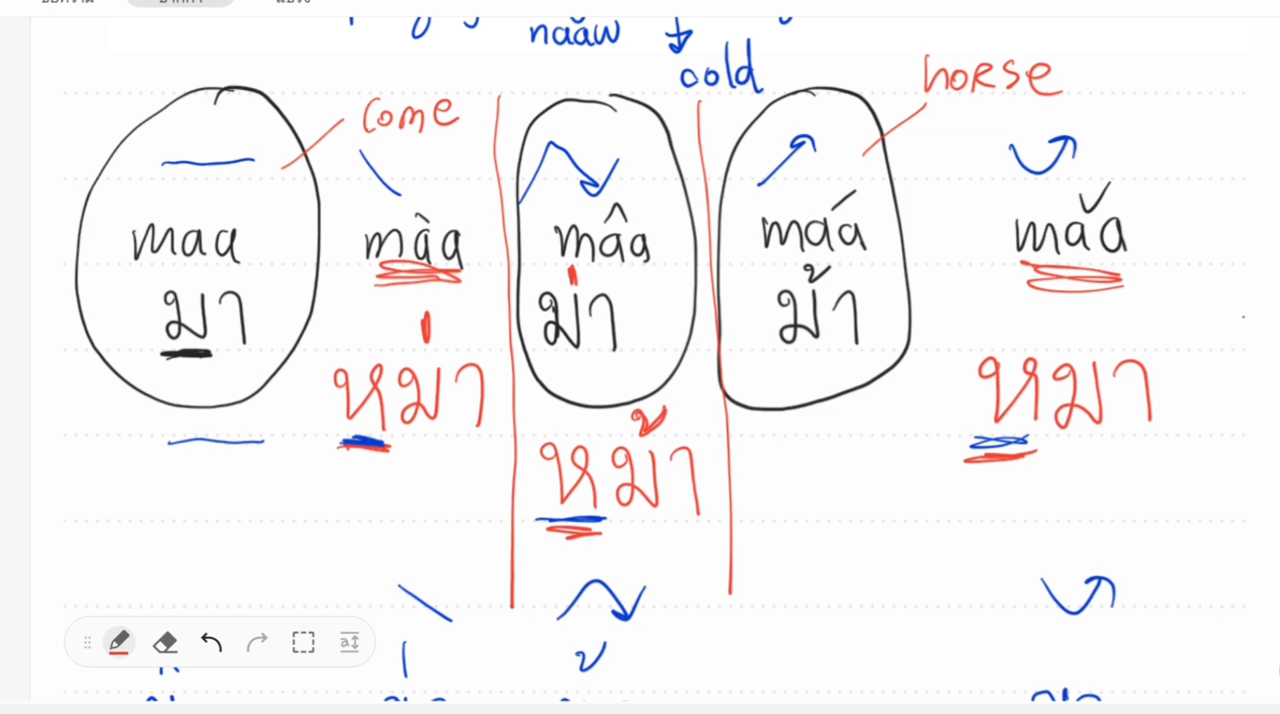 naǎw
cold
come
horse
maa
màa
mâa
máa
mǎa
มา
ม่า
ม้า
หม่า
หมา
หม้า